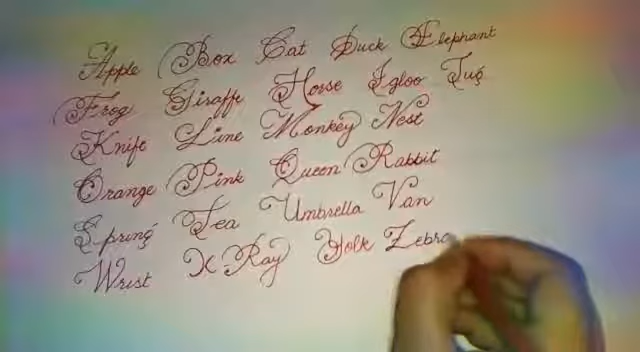 Apple Box Cat Duck Elephant
Frog Giraffe Horse Igloo Jug
Knife Line Monkey Nest
Orange Pink Queen Rabbit
Spring Tea Umbrella Van
Wrist X Ray Yolk Zebra